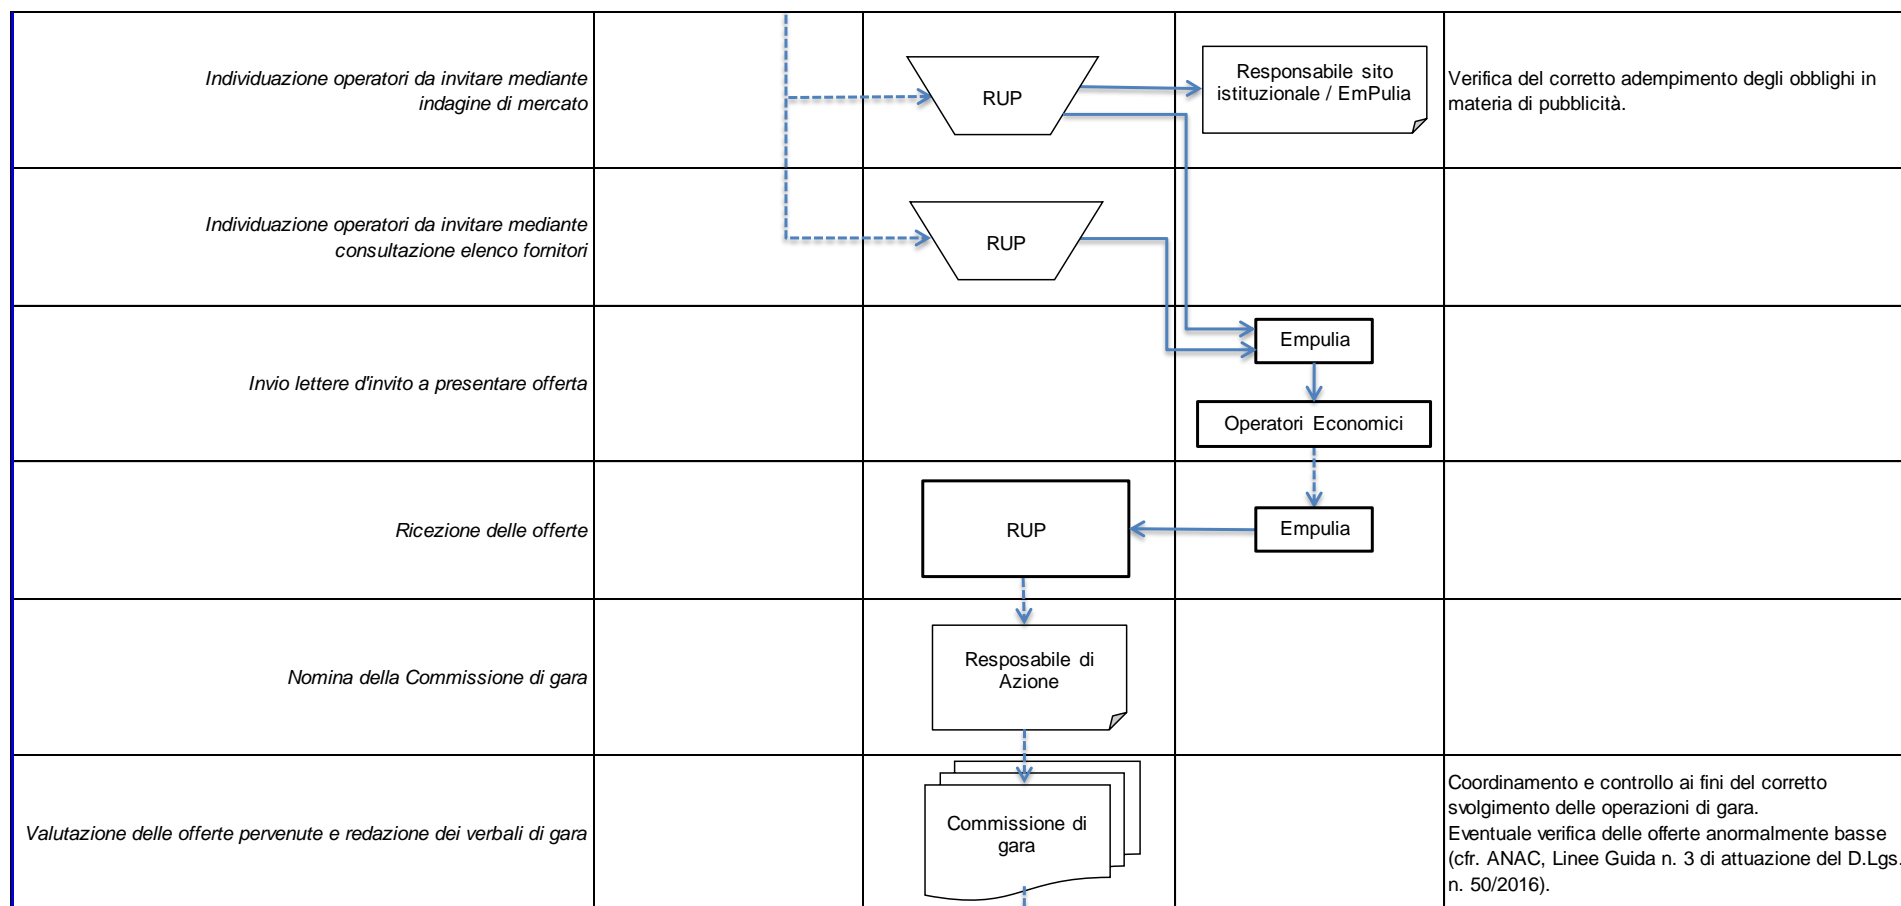 Individuazione operatori da invitare mediante
indagine di mercato
RUP
Responsabile sito
istituzionale / EmPulia
Verifica del corretto adempimento degli obblighi in
materia di pubblicità.
Individuazione operatori da invitare mediante
consultazione elenco fornitori
RUP
Invio lettere d'invito a presentare offerta
Empulia
Operatori Economici
Ricezione delle offerte
RUP
Empulia
Nomina della Commissione di gara
Resposabile di
Azione
Valutazione delle offerte pervenute e redazione dei verbali di gara
Commissione di
gara
Coordinamento e controllo ai fini del corretto
svolgimento delle operazioni di gara.
Eventuale verifica delle offerte anormalmente basse
(cfr. ANAC, Linee Guida n. 3 di attuazione del D.Lgs.
n. 50/2016).